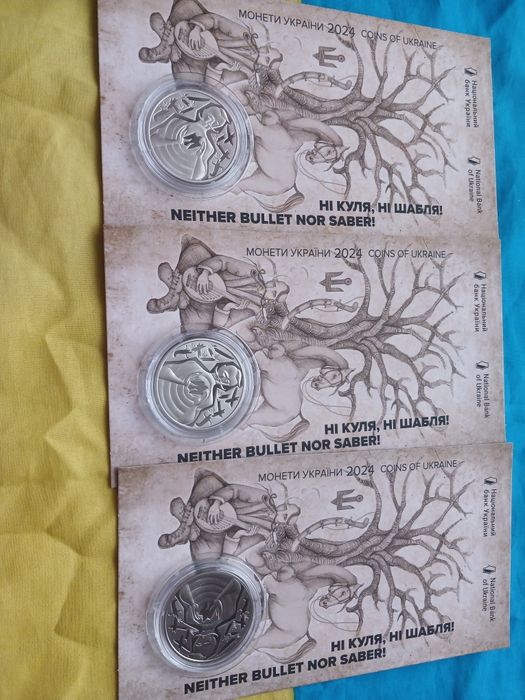 МОНЕТИ УКРАЇНИ 2024 COINS OF UKRAINE
Національний
банк України
National Bank
of Ukraine
НІ КУЛЯ, НІ ШАБЛЯ!
NEITHER BULLET NOR SABER!
МОНЕТИ УКРАЇНИ 2024 COINS OF UKRAINE
Національний
банк України
National Bank
of Ukraine
НІ КУЛЯ, НІ ШАБЛЯ!
NEITHER BULLET NOR SABER!
МОНЕТИ УКРАЇНИ 2024 COINS OF UKRAINE
Національний
банк України
National Bank
of Ukraine
НІ КУЛЯ, НІ ШАБЛЯ!
NEITHER BULLET NOR SABER!